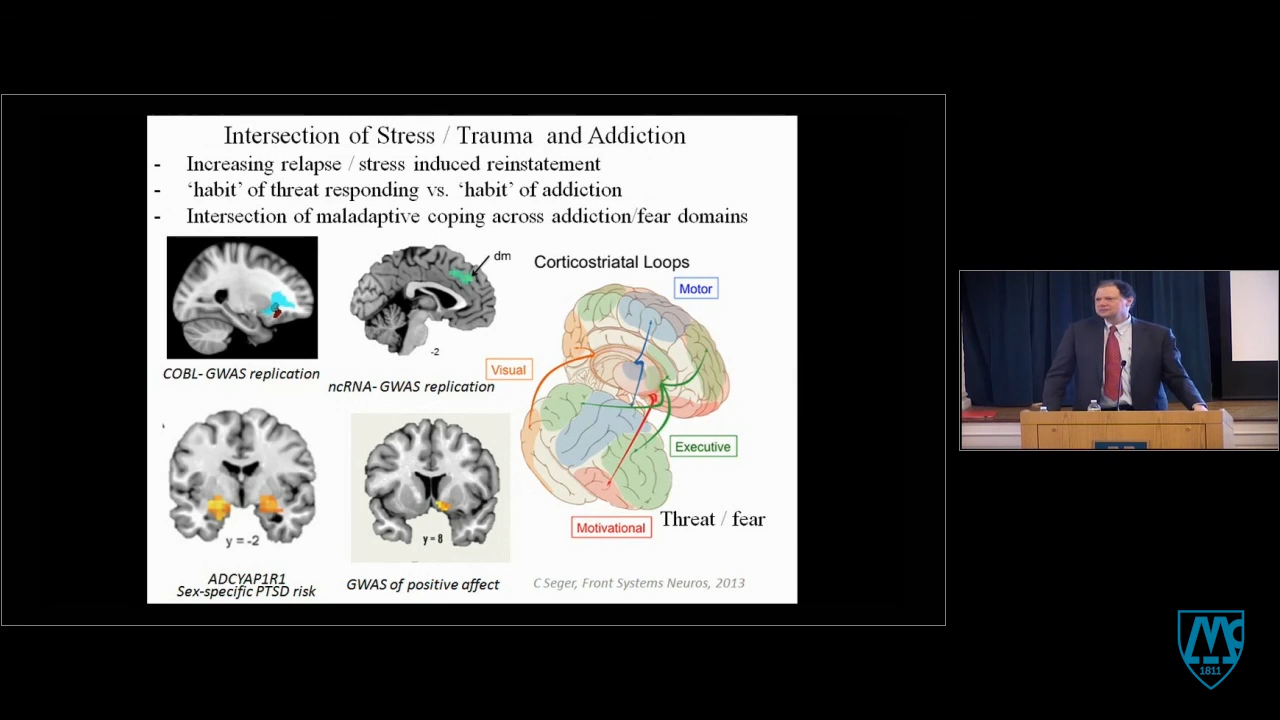 Intersection of Stress / Trauma and Addiction
- Increasing relapse / stress induced reinstatement
- ‘habit’ of threat responding vs. ‘habit’ of addiction
- Intersection of maladaptive coping across addiction/fear domains
dm
-2
COBL- GWAS replication
ncRNA- GWAS replication
y = -2
ADCYAP1R1
Sex-specific PTSD risk
y = 8
GWAS of positive affect
Corticostriatal Loops
Motor
Visual
Executive
Motivational
Threat / fear
C Seger, Front Systems Neuros, 2013
1811